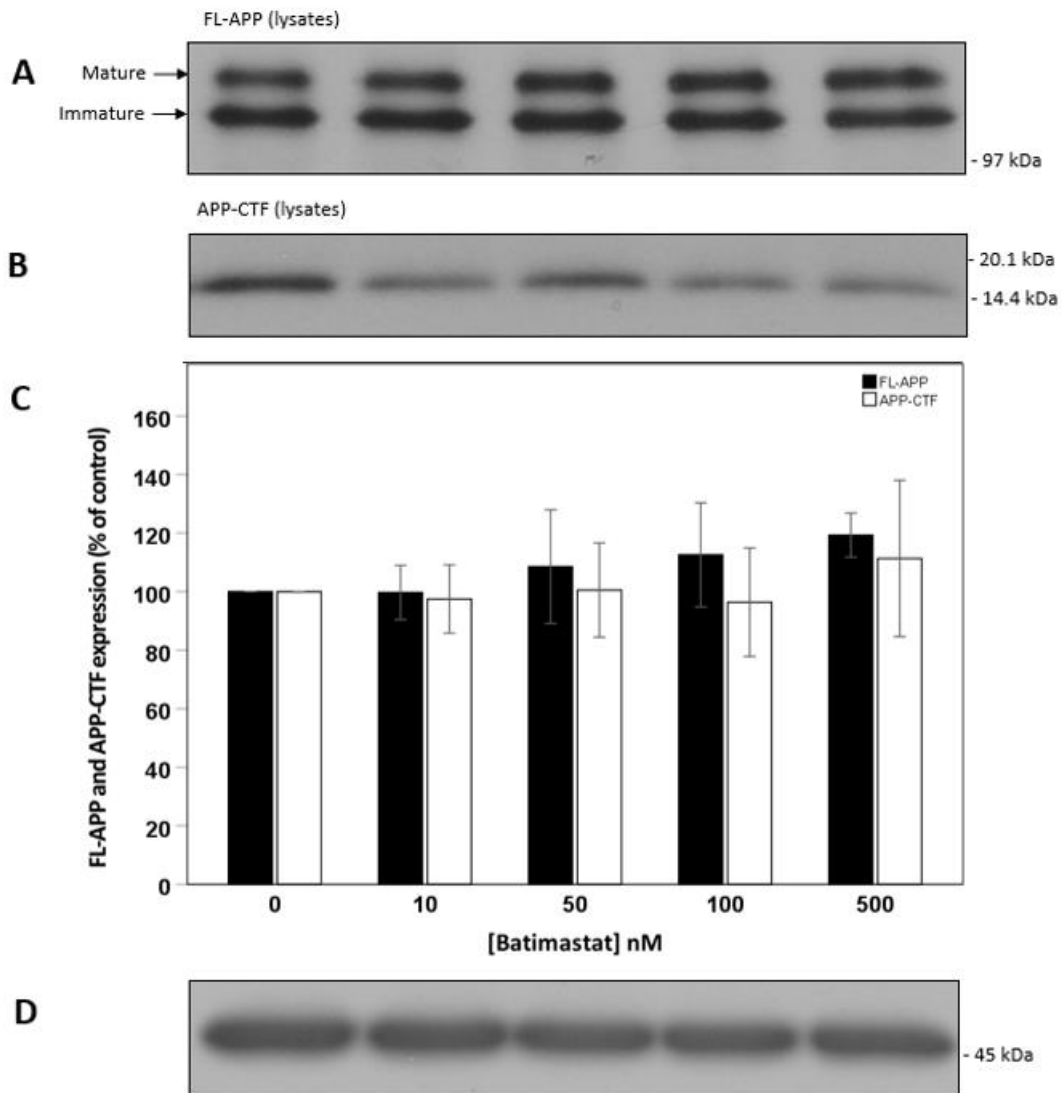 FL-APP (lysates)
A
Mature
Immature
- 97 kDa
APP-CTF (lysates)
B
- 20.1 kDa
- 14.4 kDa
C
FL-APP
APP-CTF
FL-APP and APP-CTF expression (% of control)
160
140
120
100
80
60
40
20
0
0 10 50 100 500
[Batimastat] nM
D
- 45 kDa